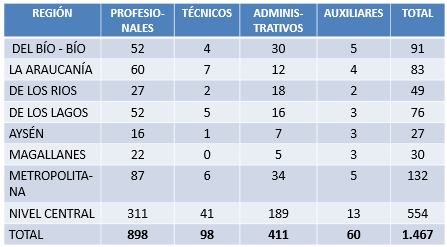 REGIÓN PROFESIO-NALES TÉCNICOS ADMINIS-TRATIVOS AUXILIARES TOTAL
DEL BÍO - BÍO 52 4 30 5 91
LA ARAUCANÍA 60 7 12 4 83
DE LOS RIOS 27 2 18 2 49
DE LOS LAGOS 52 5 16 3 76
AYSÉN 16 1 7 3 27
MAGALLANES 22 0 5 3 30
METROPOLITA-NA 87 6 34 5 132
NIVEL CENTRAL 311 41 189 13 554
TOTAL 898 98 411 60 1.467